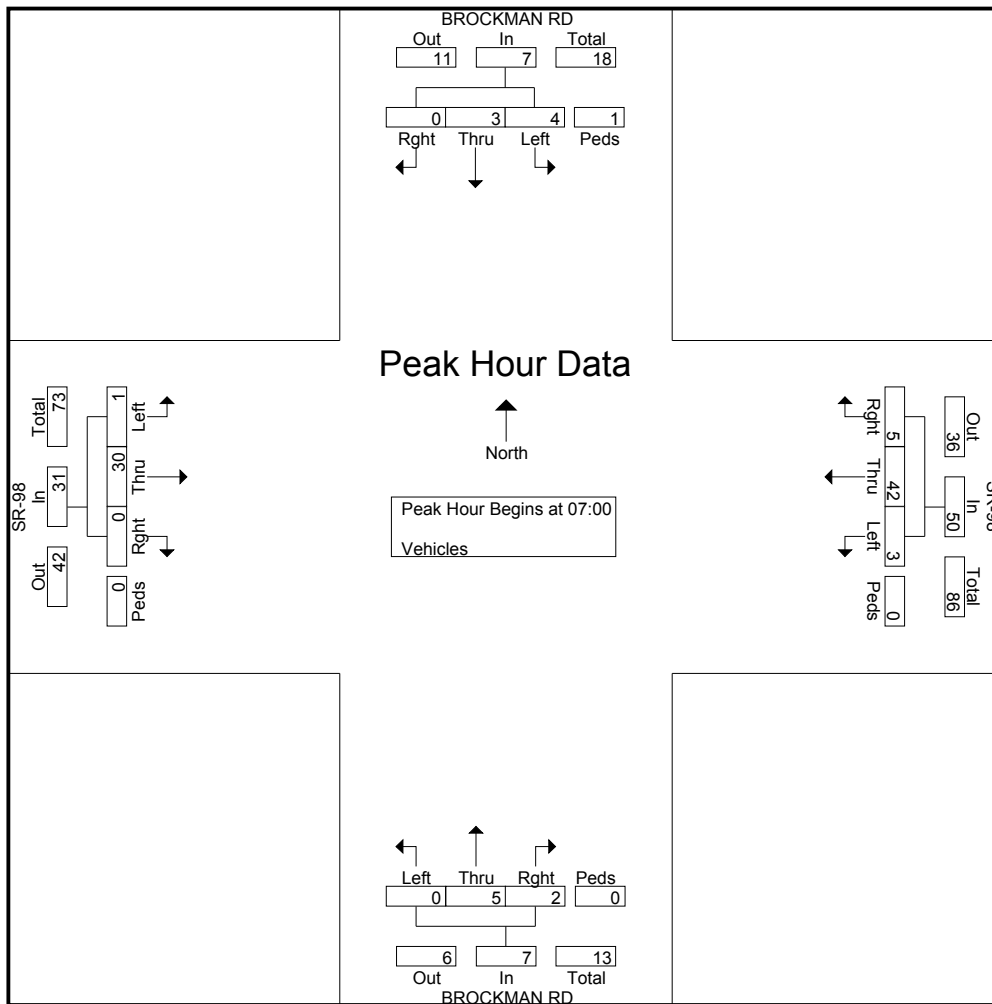 BROCKMAN RD
Out In Total
11 7 18
0 3 4 1
Rght Thru Left Peds
Peak Hour Data
North
Peak Hour Begins at 07:00
Vehicles
SR-98
Total In Out
73 31 42
1 30 0 0
Left Thru Rght Peds
Rght Thru Left Peds
5 42 3 0
Out In Total
36 50 86
SR-98
Left Thru Rght Peds
0 5 2 0
6 7 13
Out In Total
BROCKMAN RD